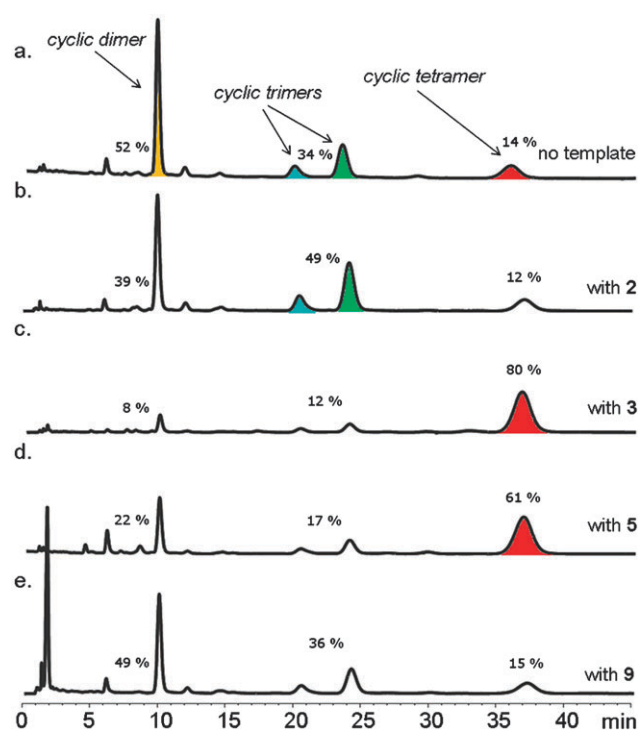 a.
cyclic dimer
cyclic trimers
cyclic tetramer
52 %
34 %
14 %
no template
b.
39 %
49 %
12 %
with 2
c.
8 %
12 %
80 %
with 3
d.
22 %
17 %
61 %
with 5
e.
49 %
36 %
15 %
with 9
0 5 10 15 20 25 30 35 40 min